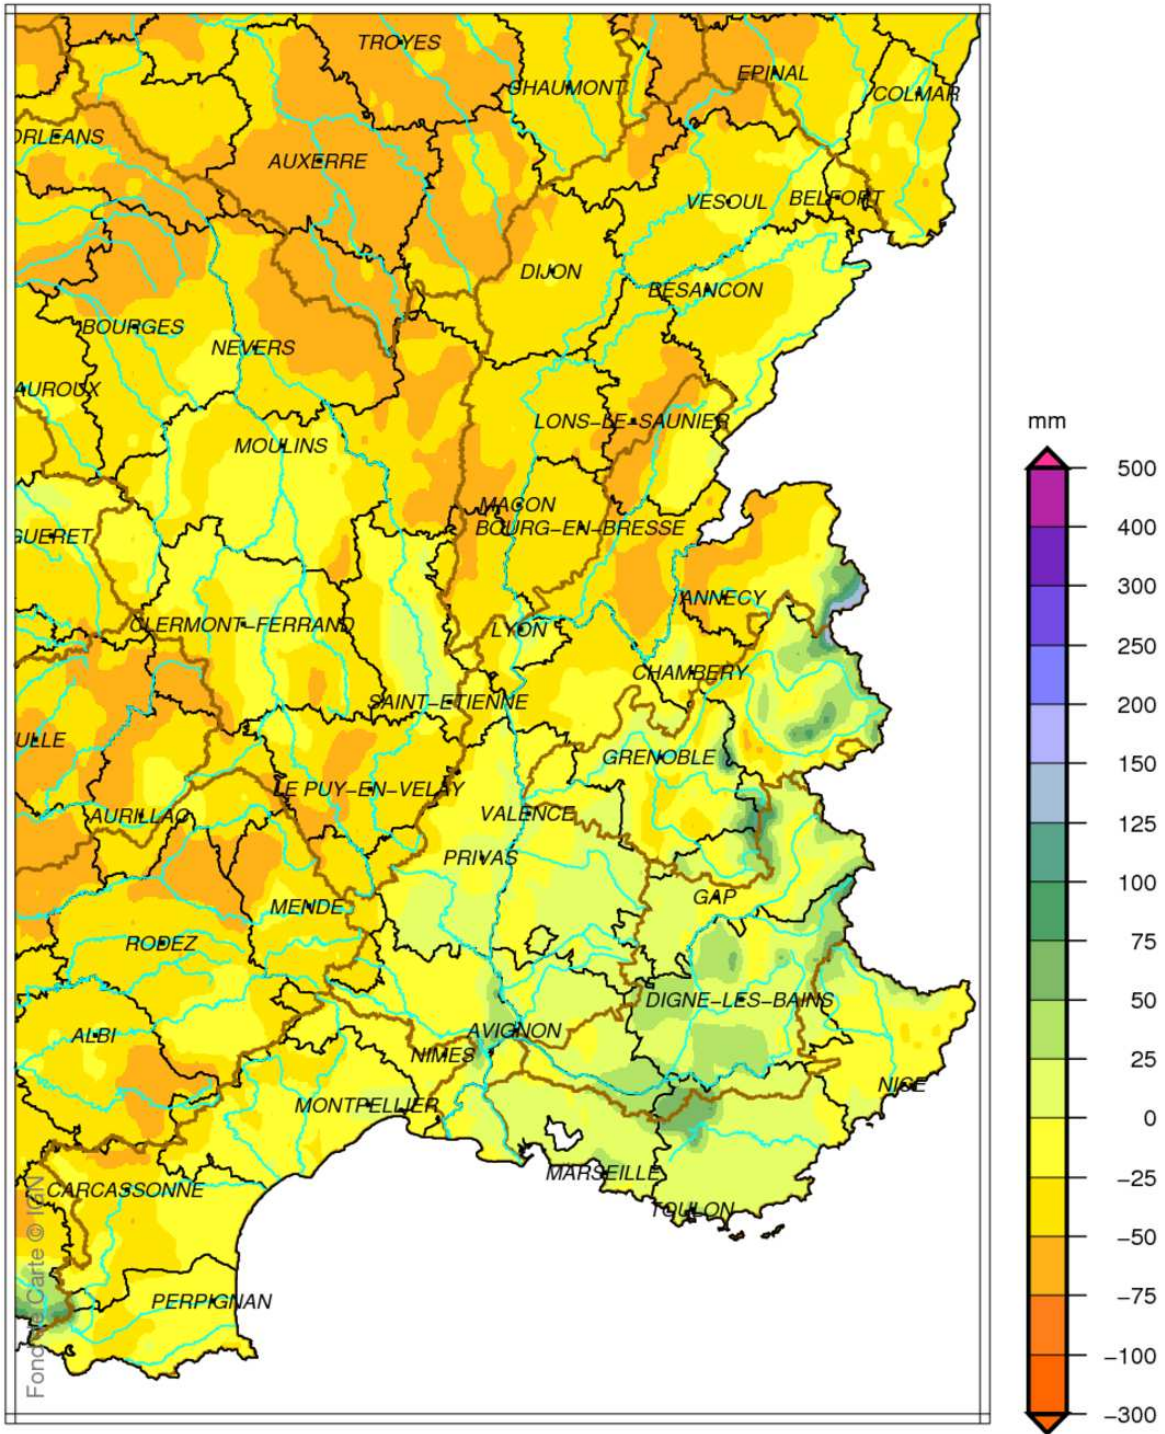 TROYES
CHAUMONT
EPINAL
COLMAR
ORLEANS
AUXERRE
VESOUL
BELFORT
DIJON
BESANCON
BOURGES
NEVERS
AUROUX
LONS-LE-SAUNIER
MOULINS
MACON
BOURG-EN-BRESSE
GUERET
ANNECY
CLERMONT-FERRAND
LYON
CHAMBERY
SAINT-ETIENNE
ULLE
GRENOBLE
LE PUY-EN-VELAY
AURILLAC
VALENCE
PRIVAS
GAP
MENDE
RODEZ
DIGNE-LES-BAINS
AVIGNON
ALBI
NIMES
NICE
MONTPELLIER
MARSEILLE
CARCASSONNE
TOULON
PERPIGNAN
Fond de Carte © IGN
mm
500
400
300
250
200
150
125
100
75
50
25
0
-25
-50
-75
-100
-300